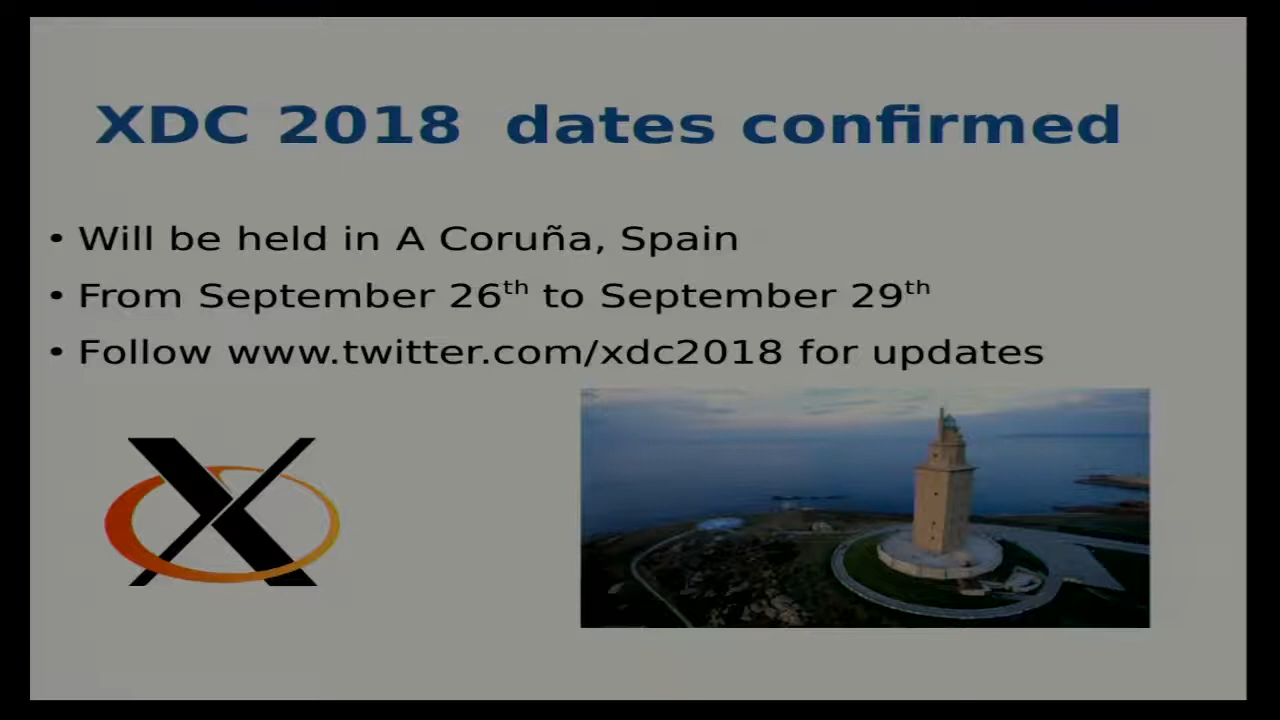 XDC 2018 dates confirmed
• Will be held in A Coruña, Spain
• From September 26th to September 29th
• Follow www.twitter.com/xdc2018 for updates